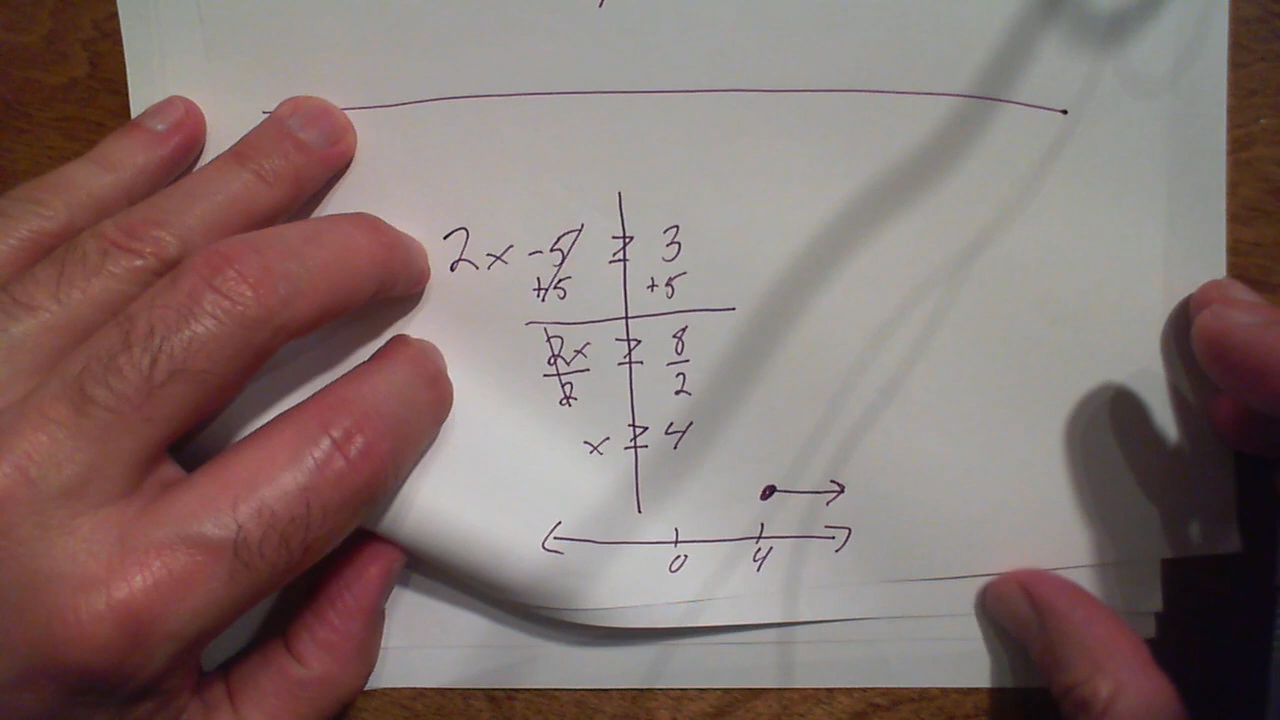 2x -5 ≥ 3
+5 +5
2x/2 ≥ 8/2
x ≥ 4
0 4